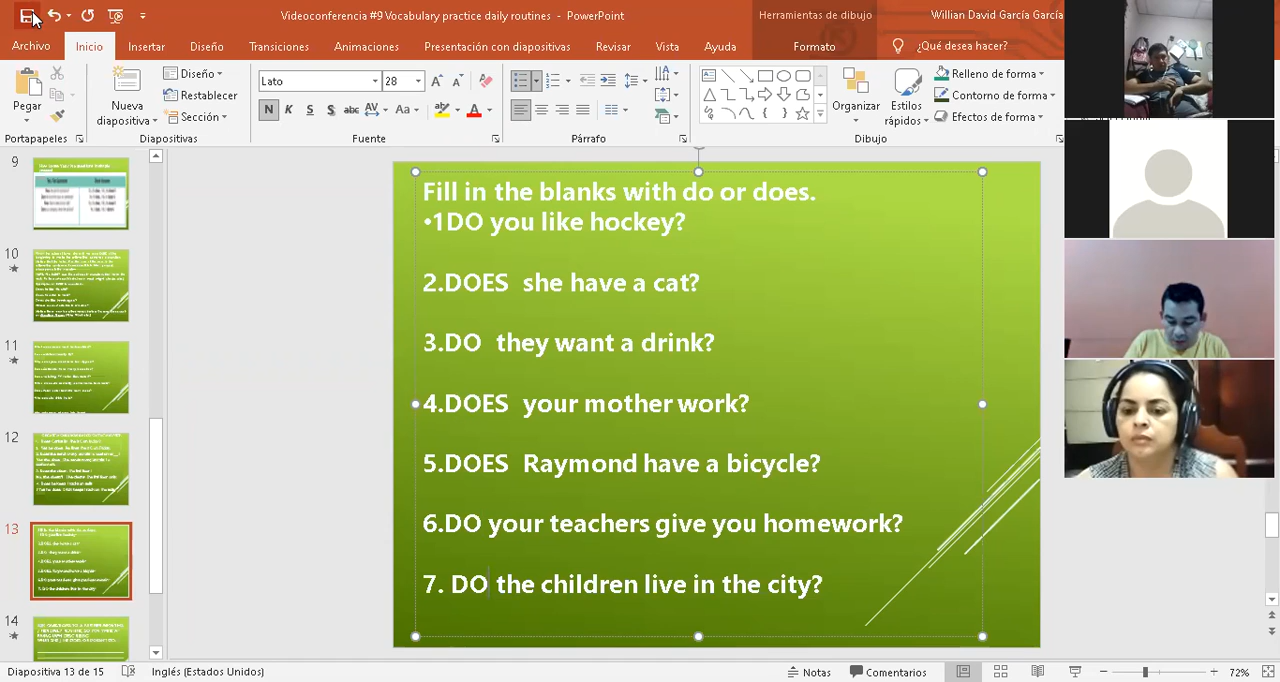 Videoconferencia #9 Vocabulary practice daily routines - PowerPoint
Herramientas de dibujo
Willian David García García
Archivo Inicio Insertar Diseño Transiciones Animaciones Presentación con diapositivas Revisar Vista Ayuda Formato ¿Qué desea hacer?
Pegar
Nueva diapositiva
Diseño
Restablecer
Sección
Lato 28
N K S S abc AV Aa A
Organizar
Estilos rápidos
Relleno de forma
Contorno de forma
Efectos de forma
Portapapeles Diapositivas Fuente Párrafo Dibujo
9
10
11
12
13
14
Fill in the blanks with do or does.
•1DO you like hockey?
2.DOES she have a cat?
3.DO they want a drink?
4.DOES your mother work?
5.DOES Raymond have a bicycle?
6.DO your teachers give you homework?
7. DO the children live in the city?
Diapositiva 13 de 15 Inglés (Estados Unidos) Notas Comentarios 72%